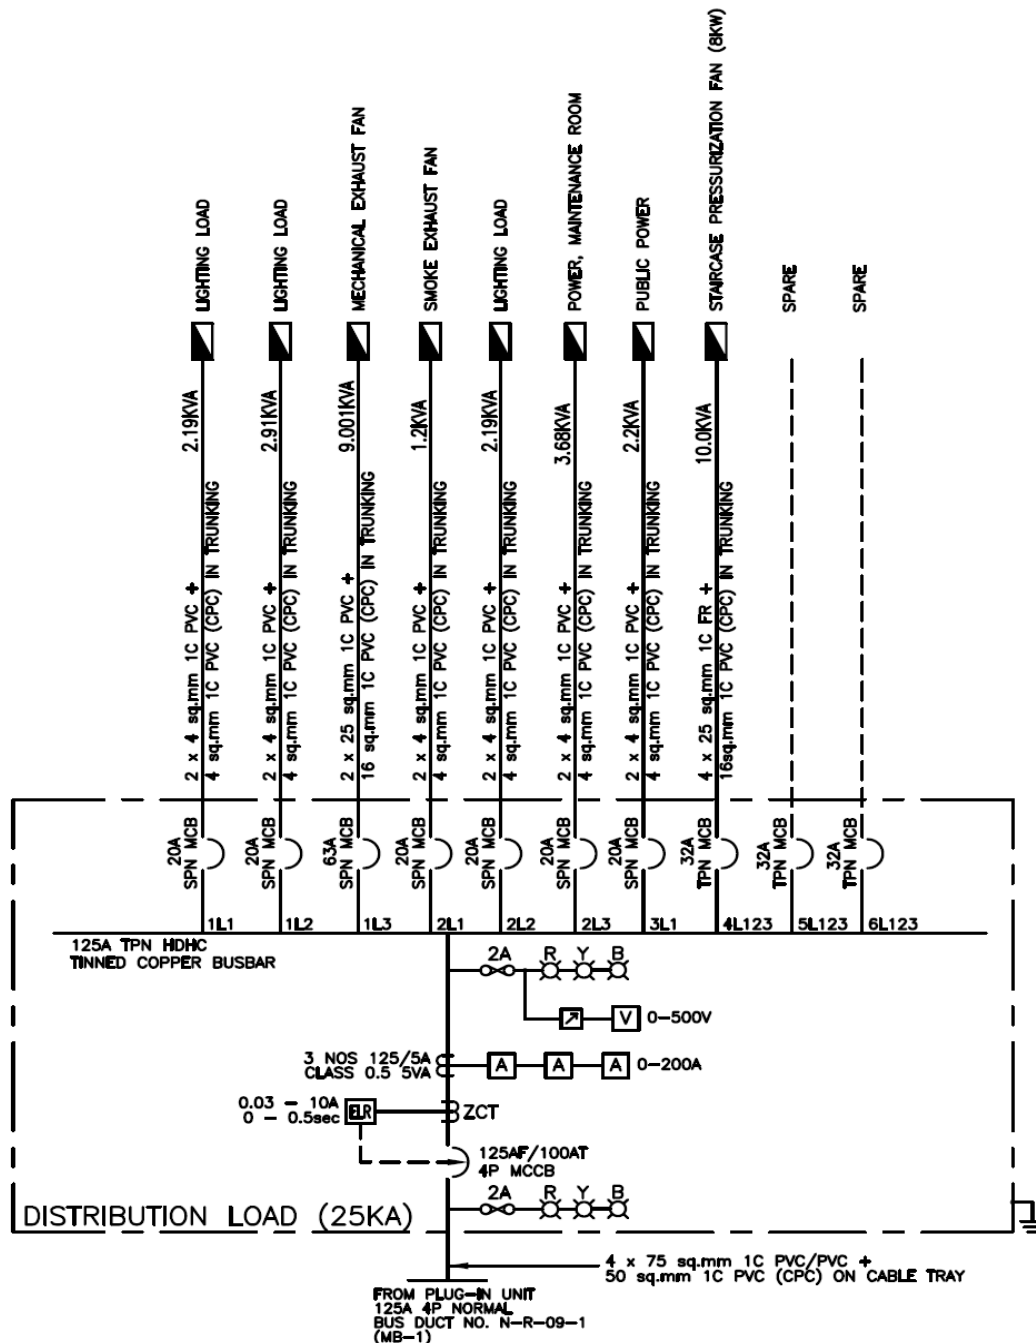 LIGHTING LOAD
LIGHTING LOAD
MECHANICAL EXHAUST FAN
SMOKE EXHAUST FAN
LIGHTING LOAD
POWER, MAINTENANCE ROOM
PUBLIC POWER
STAIRCASE PRESSURIZATION FAN (8KW)
SPARE
SPARE
2.19KVA
2.91KVA
9.001KVA
1.2KVA
2.19KVA
3.68KVA
2.2KVA
10.0KVA
2 x 4 sq.mm 1C PVC +
4 sq.mm 1C PVC (CPC) IN TRUNKING
2 x 4 sq.mm 1C PVC +
4 sq.mm 1C PVC (CPC) IN TRUNKING
2 x 25 sq.mm 1C PVC +
16 sq.mm 1C PVC (CPC) IN TRUNKING
2 x 4 sq.mm 1C PVC +
4 sq.mm 1C PVC (CPC) IN TRUNKING
2 x 4 sq.mm 1C PVC +
4 sq.mm 1C PVC (CPC) IN TRUNKING
2 x 4 sq.mm 1C PVC +
4 sq.mm 1C PVC (CPC) IN TRUNKING
2 x 4 sq.mm 1C PVC +
4 sq.mm 1C PVC (CPC) IN TRUNKING
4 x 25 sq.mm 1C FR +
16sq.mm 1C PVC (CPC) IN TRUNKING
20A
SPN MCB
20A
SPN MCB
63A
SPN MCB
20A
SPN MCB
20A
SPN MCB
20A
SPN MCB
20A
SPN MCB
32A
TPN MCB
32A
TPN MCB
32A
TPN MCB
1L1
1L2
1L3
2L1
2L2
2L3
3L1
4L123
5L123
6L123
125A TPN HDHC
TINNED COPPER BUSBAR
2A R Y B
V 0-500V
3 NOS 125/5A
CLASS 0.5 5VA
A A A 0-200A
0.03 - 10A
0 - 0.5sec
ELR
ZCT
125AF/100AT
4P MCCB
2A R Y B
DISTRIBUTION LOAD (25KA)
4 x 75 sq.mm 1C PVC/PVC +
50 sq.mm 1C PVC (CPC) ON CABLE TRAY
FROM PLUG-IN UNIT
125A 4P NORMAL
BUS DUCT NO. N-R-09-1
(MB-1)